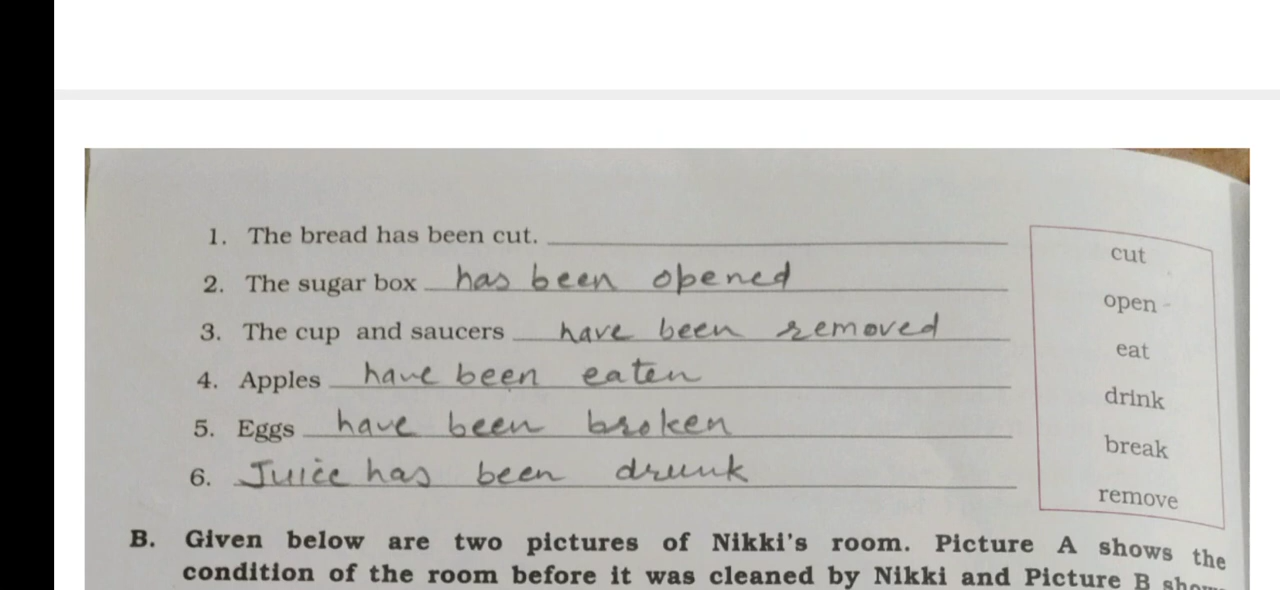 1. The bread has been cut.
2. The sugar box has been opened
3. The cup and saucers have been removed
4. Apples have been eaten
5. Eggs have been broken
6. Juice has been drunk
cut
open
eat
drink
break
remove
B. Given below are two pictures of Nikki's room. Picture A shows the
condition of the room before it was cleaned by Nikki and Picture B